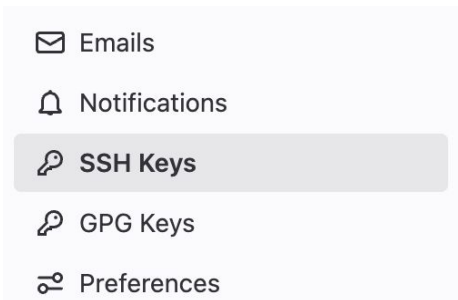 Emails
Notifications
SSH Keys
GPG Keys
Preferences